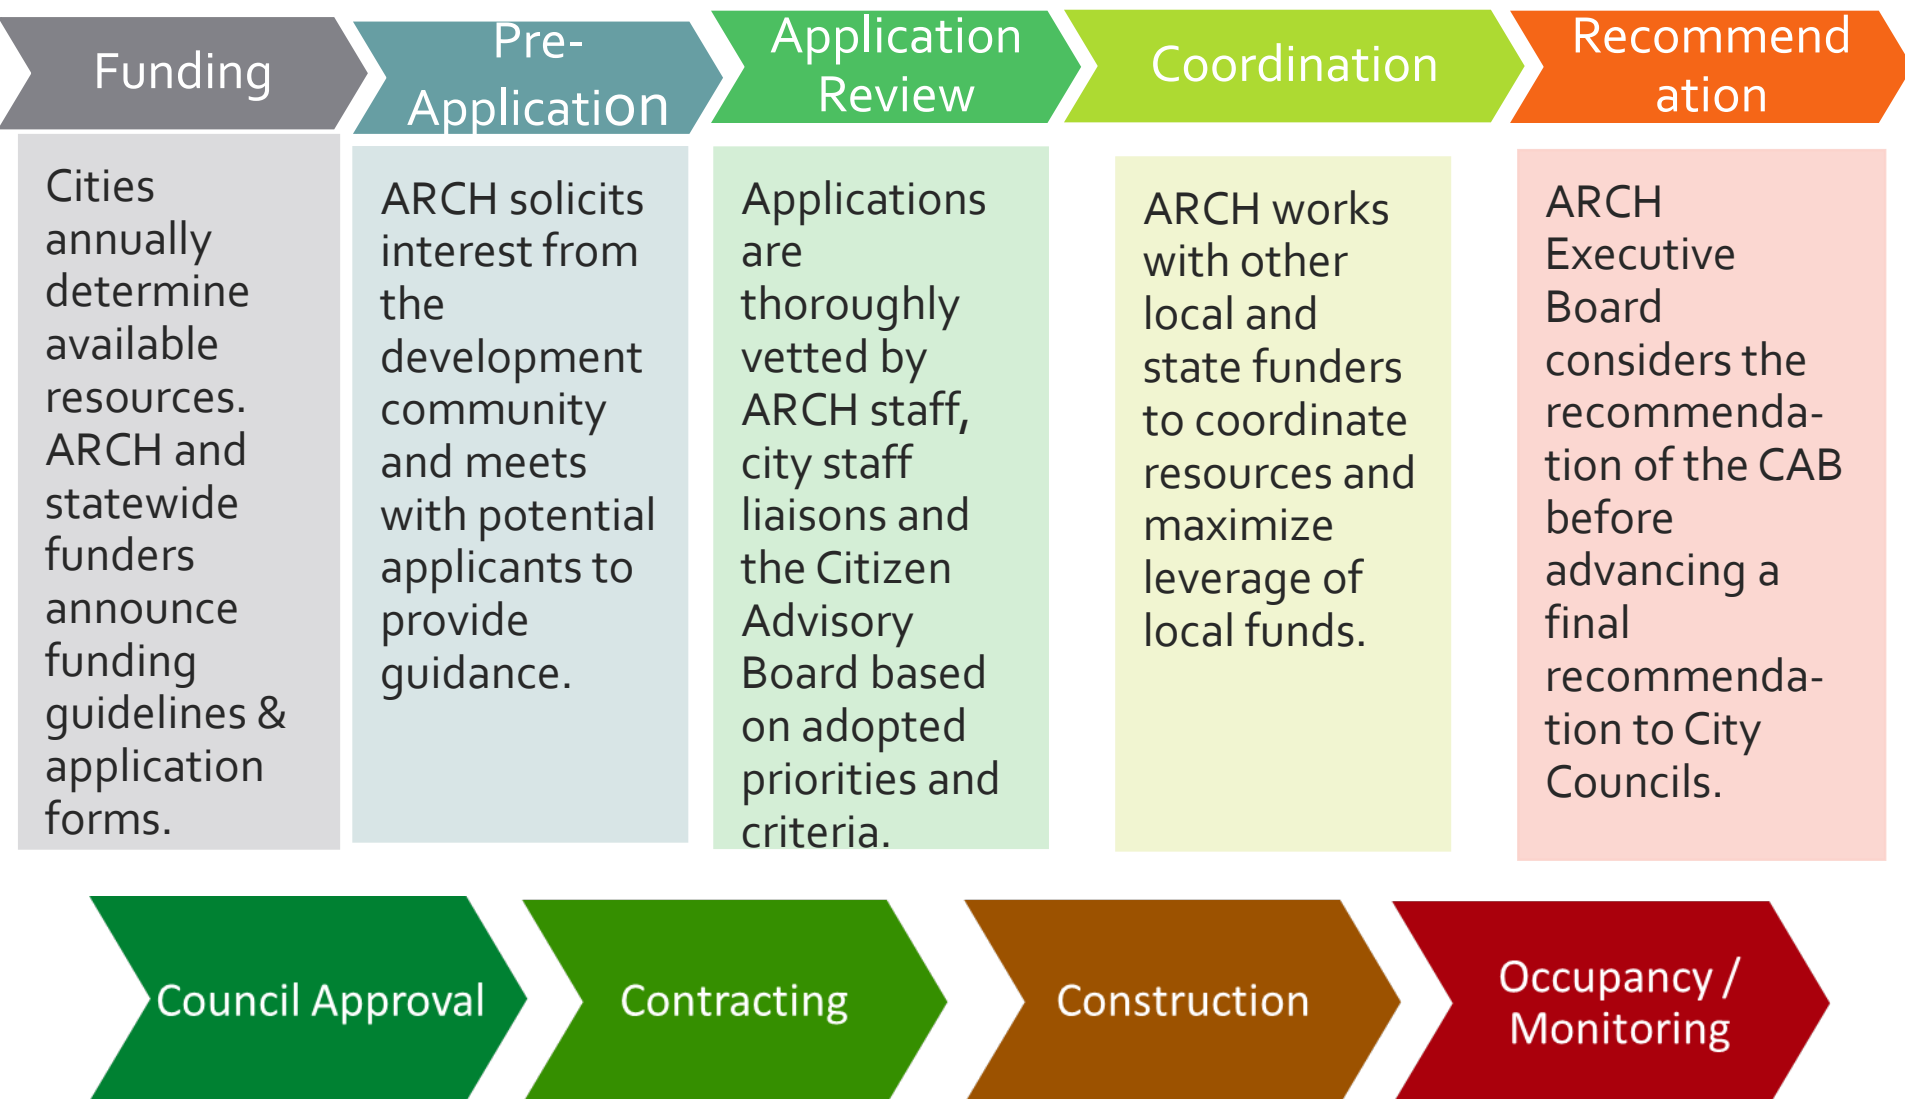 Funding
Pre-
Application
Application
Review
Coordination
Recommend
ation
Cities
annually
determine
available
resources.
ARCH and
statewide
funders
announce
funding
guidelines &
application
forms.
ARCH solicits
interest from
the
development
community
and meets
with potential
applicants to
provide
guidance.
Applications
are
thoroughly
vetted by
ARCH staff,
city staff
liaisons and
the Citizen
Advisory
Board based
on adopted
priorities and
criteria.
ARCH works
with other
local and
state funders
to coordinate
resources and
maximize
leverage of
local funds.
ARCH
Executive
Board
considers the
recommenda-
tion of the CAB
before
advancing a
final
recommenda-
tion to City
Councils.
Council Approval
Contracting
Construction
Occupancy /
Monitoring